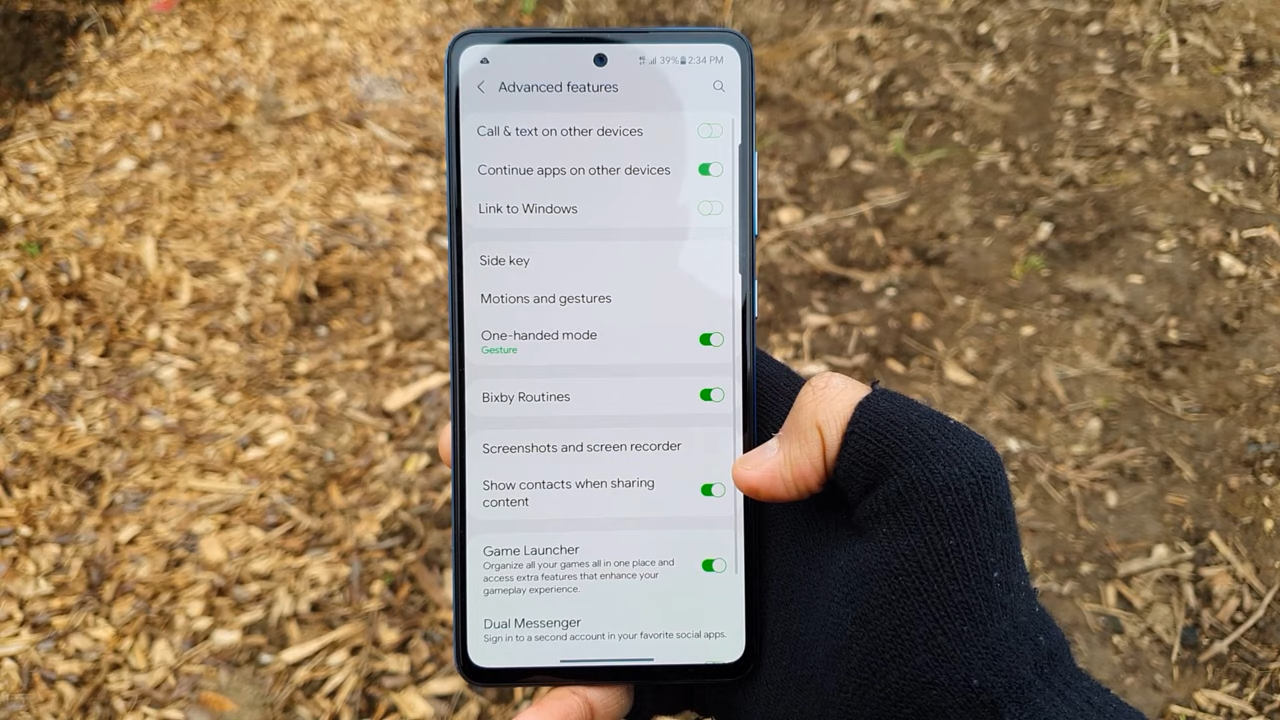 39% 2:34 PM
Advanced features
Call & text on other devices
Continue apps on other devices
Link to Windows
Side key
Motions and gestures
One-handed mode
Gesture
Bixby Routines
Screenshots and screen recorder
Show contacts when sharing
content
Game Launcher
Organize all your games all in one place and
access extra features that enhance your
gameplay experience.
Dual Messenger
Sign in to a second account in your favorite social apps.